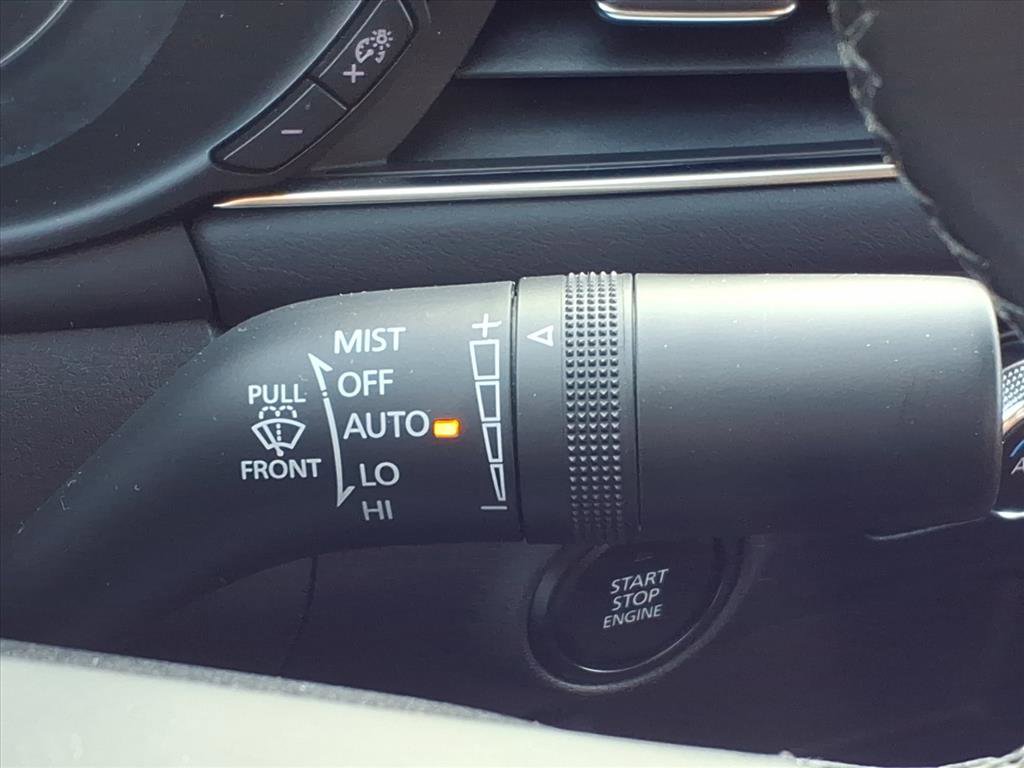 +
-
MIST
OFF
AUTO
LO
HI
PULL
FRONT
+
-
START
STOP
ENGINE